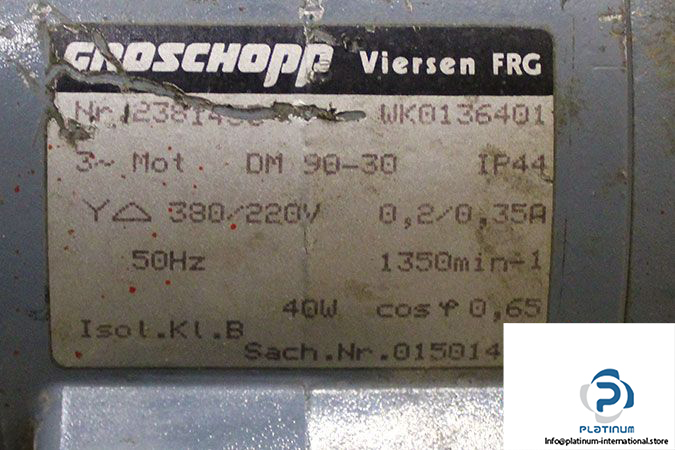 GROSCHOPP Viersen FRG
Nr. WK0136401
3~ Mot DM 90-30 IP44
Y△ 380/220V 0,2/0,35A
50Hz 1350min-1
40W cosφ 0,65
Isol.Kl.B
Sach.Nr.015014
PLATINUM
Info@platinum-international.store